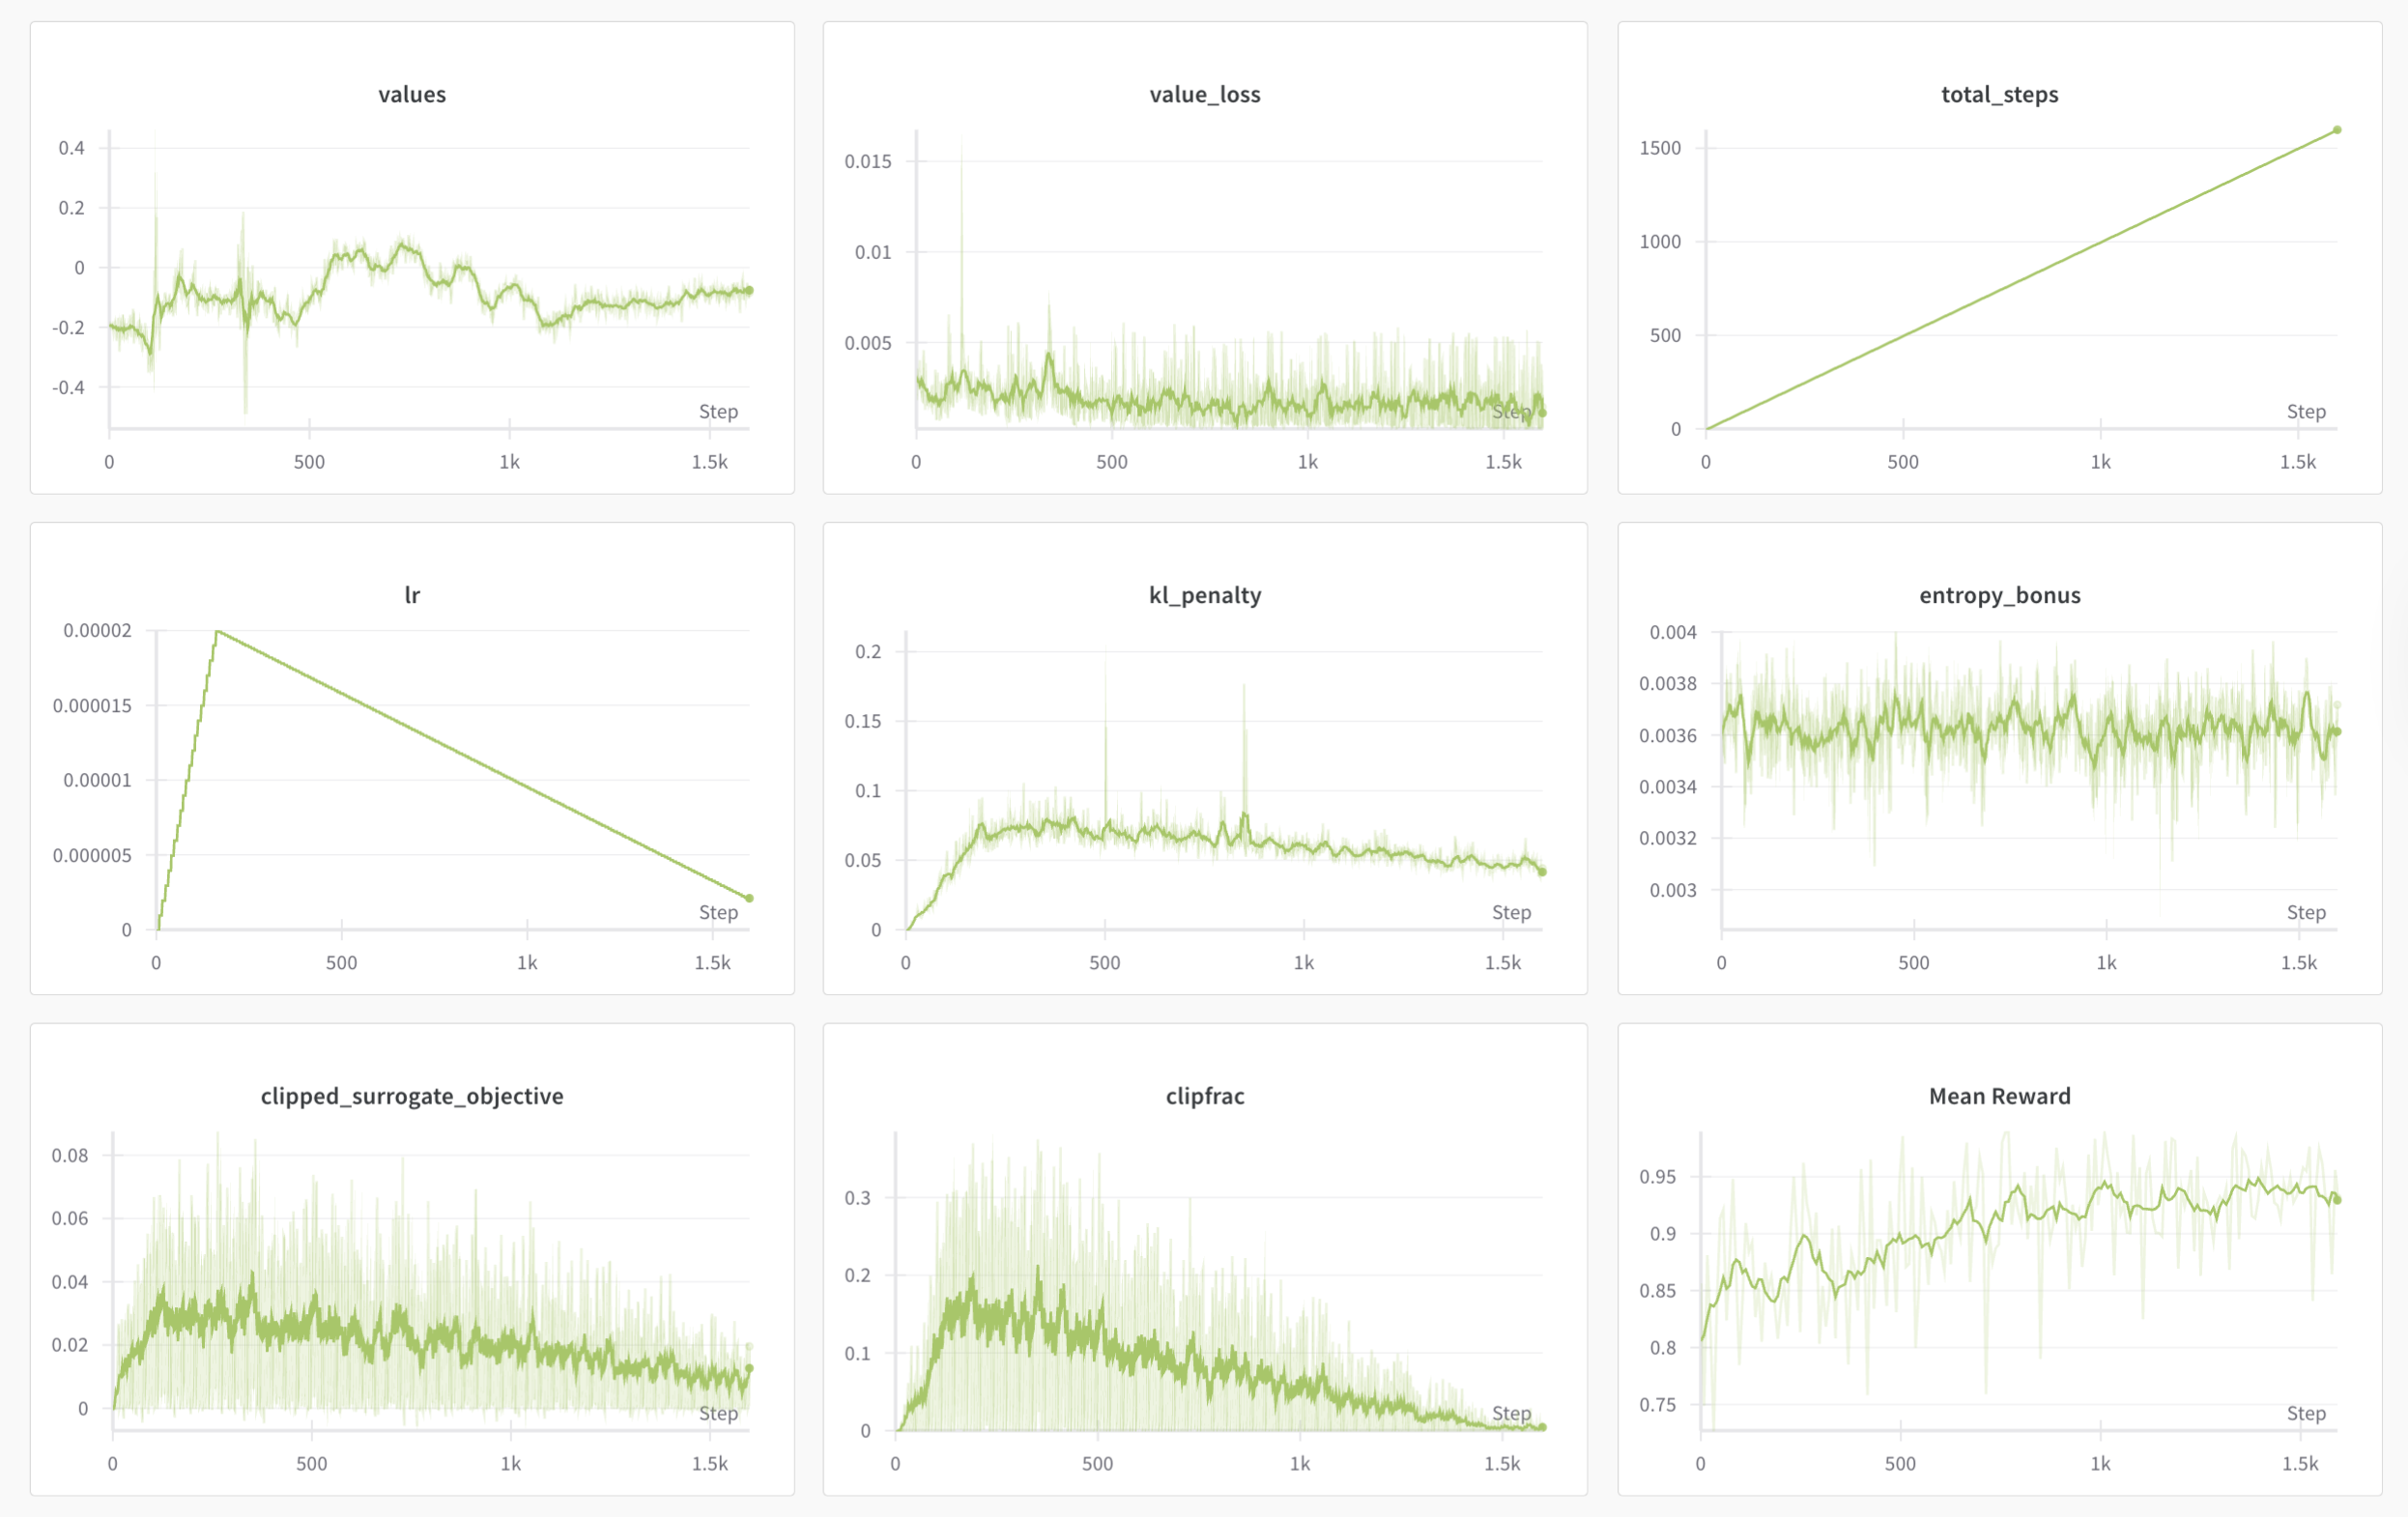 values
0.4
0.2
0
-0.2
-0.4
Step
0 500 1k 1.5k
value_loss
0.015
0.01
0.005
Step
0 500 1k 1.5k
total_steps
1500
1000
500
0
Step
0 500 1k 1.5k
lr
0.00002
0.000015
0.00001
0.000005
0
Step
0 500 1k 1.5k
kl_penalty
0.2
0.15
0.1
0.05
0
Step
0 500 1k 1.5k
entropy_bonus
0.004
0.0038
0.0036
0.0034
0.0032
0.003
Step
0 500 1k 1.5k
clipped_surrogate_objective
0.08
0.06
0.04
0.02
0
Step
0 500 1k 1.5k
clipfrac
0.3
0.2
0.1
0
Step
0 500 1k 1.5k
Mean Reward
0.95
0.9
0.85
0.8
0.75
Step
0 500 1k 1.5k